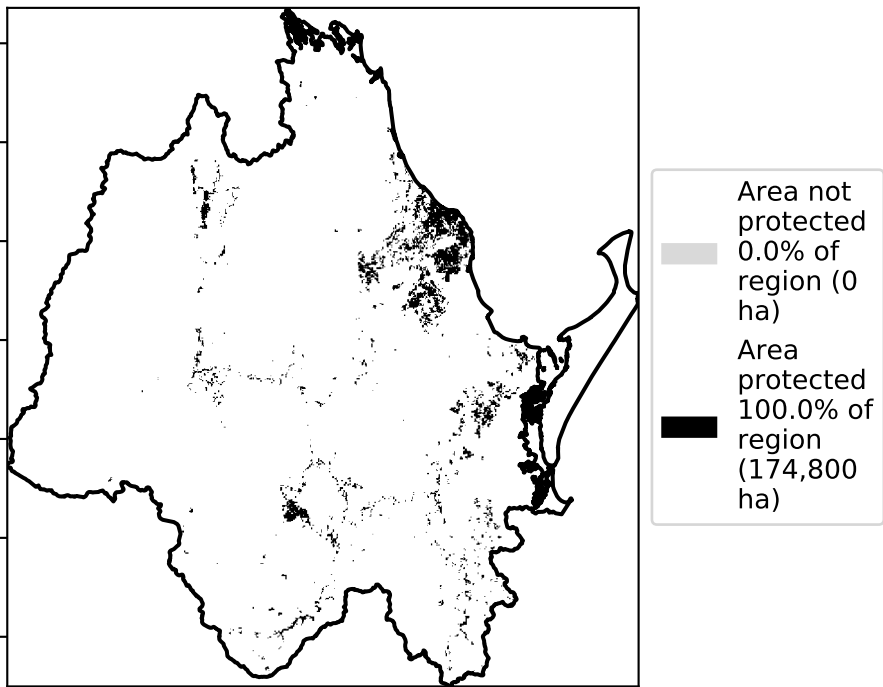 Area not
protected
0.0% of
region (0
ha)
Area
protected
100.0% of
region
(174,800
ha)